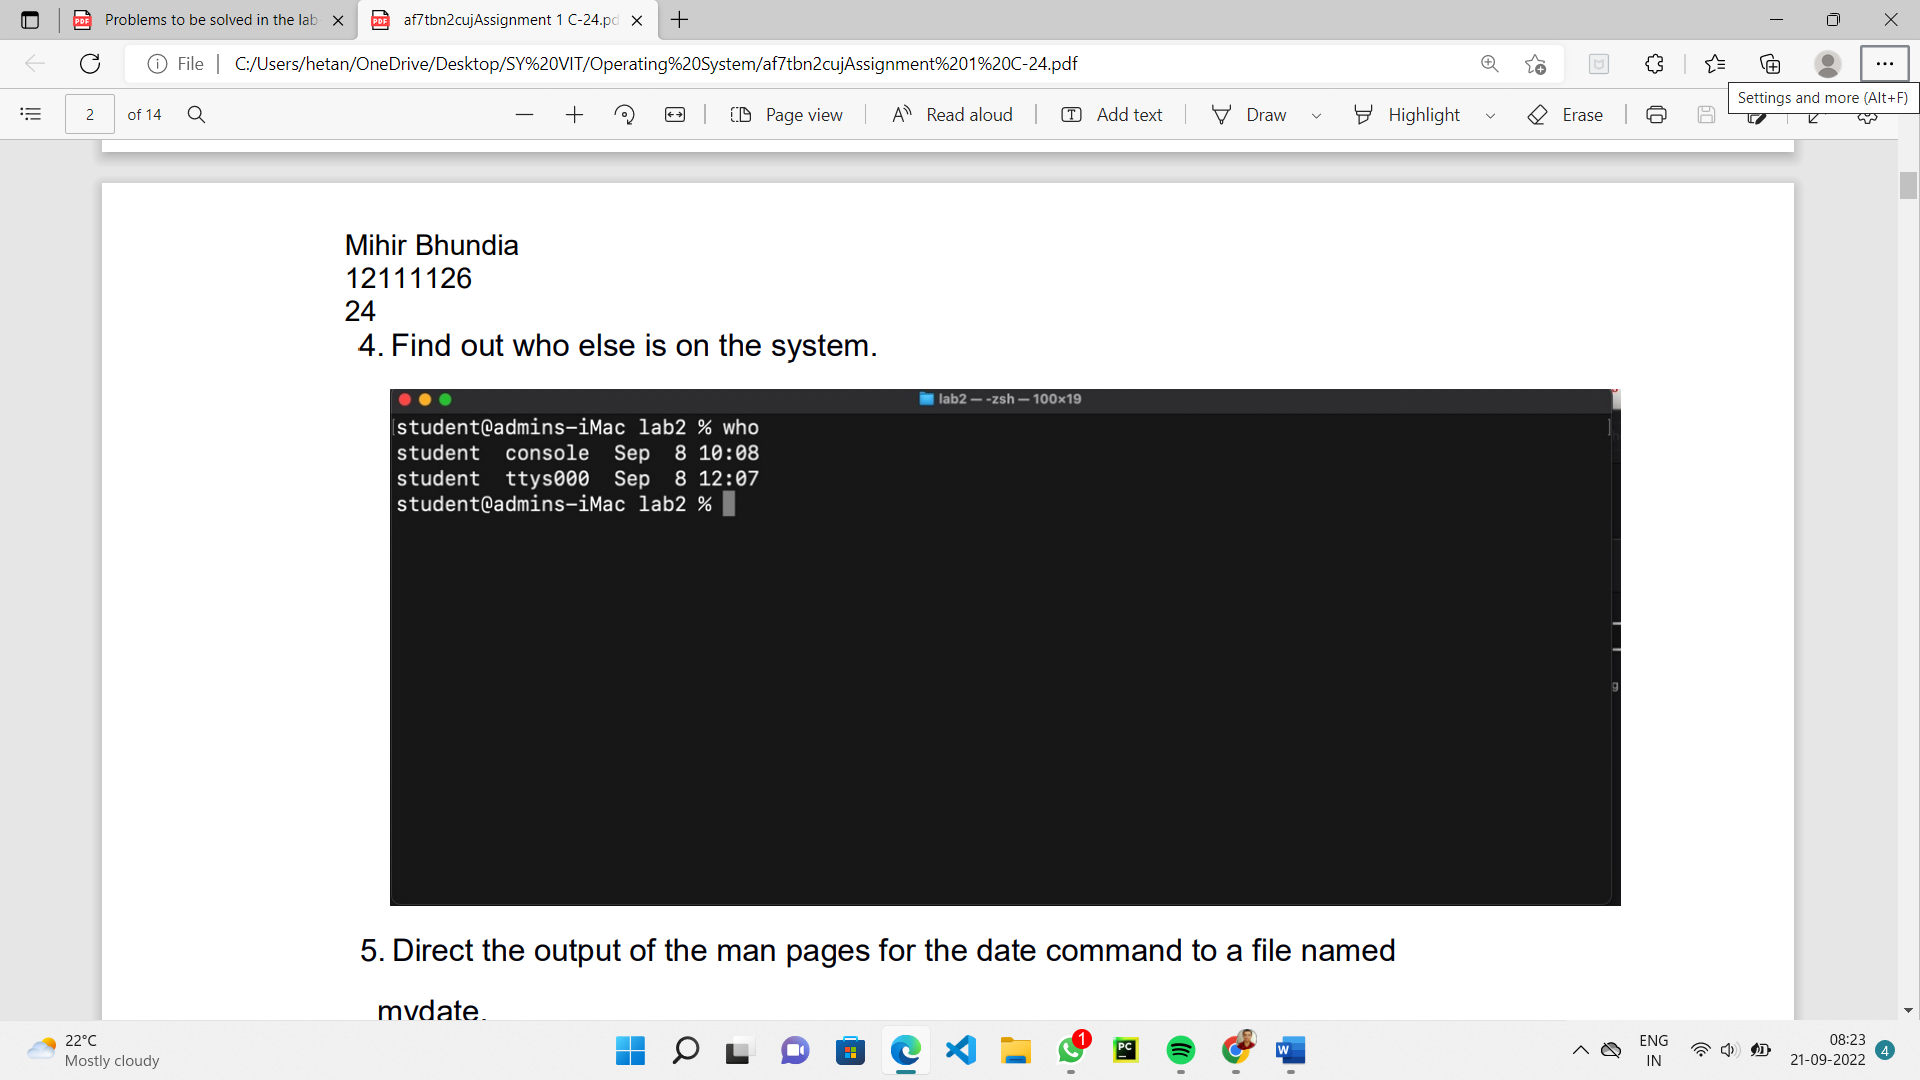 Problems to be solved in the lab
af7tbn2cujAssignment 1 C-24.pd
File
C:/Users/hetan/OneDrive/Desktop/SY%20VIT/Operating%20System/af7tbn2cujAssignment%201%20C-24.pdf
Settings and more (Alt+F)
2 of 14
Page view
Read aloud
Add text
Draw
Highlight
Erase
Mihir Bhundia
12111126
24
4. Find out who else is on the system.
lab2 — -zsh — 100×19
student@admins-iMac lab2 % who
student console Sep 8 10:08
student ttys000 Sep 8 12:07
student@admins-iMac lab2 %
g
5. Direct the output of the man pages for the date command to a file named
mydate.
22°C
Mostly cloudy
1
PC
W
ENG
IN
08:23
21-09-2022
4